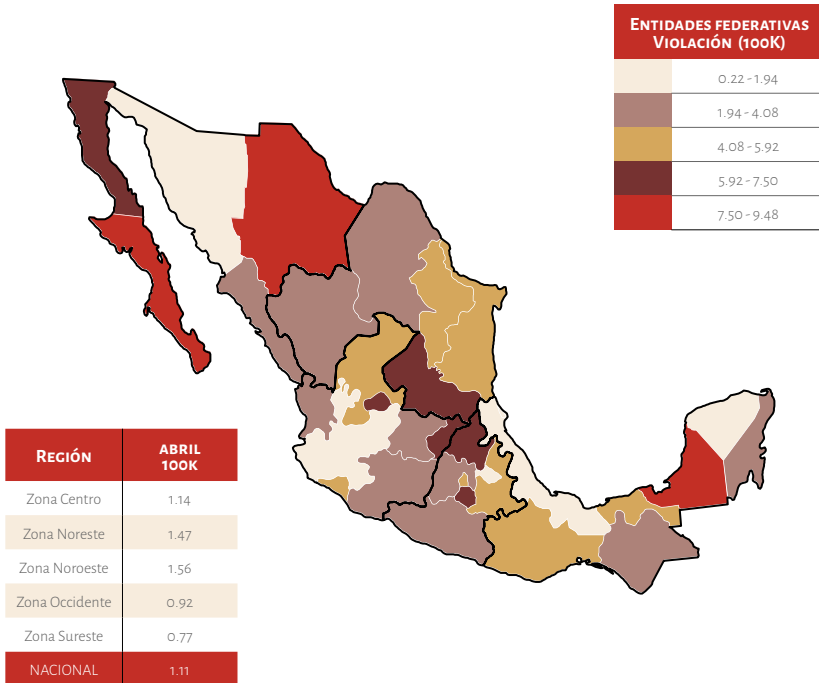 Entidades federativas
Violación (100K)
0.22 - 1.94
1.94 - 4.08
4.08 - 5.92
5.92 - 7.50
7.50 - 9.48
Región abril 100k
Zona Centro 1.14
Zona Noreste 1.47
Zona Noroeste 1.56
Zona Occidente 0.92
Zona Sureste 0.77
NACIONAL 1.11